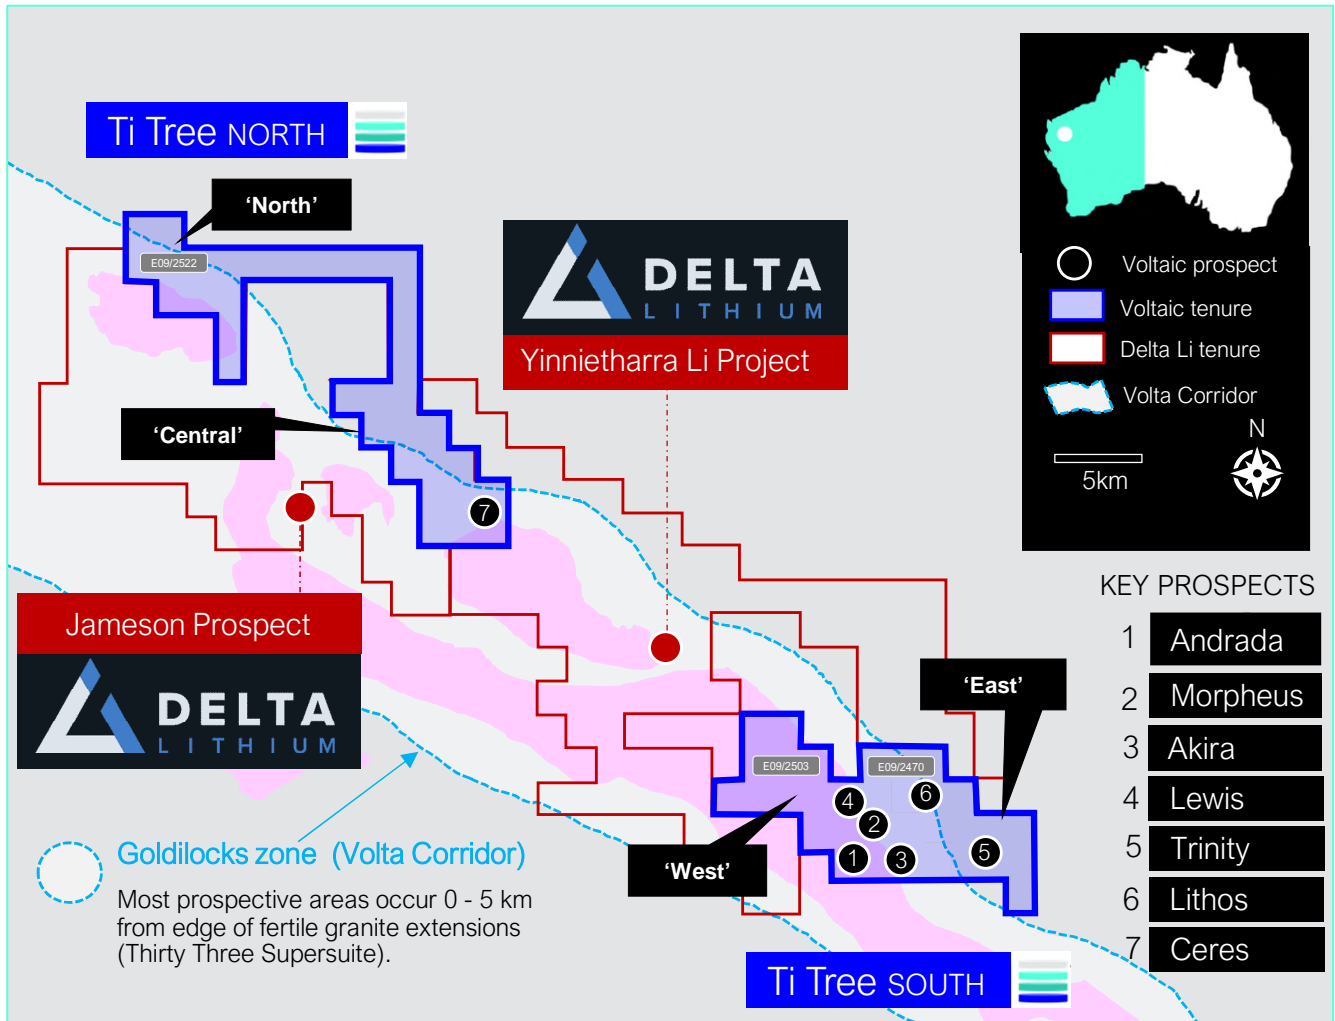 Ti Tree NORTH
'North'
E09/2522
DELTA
LITHIUM
Yinnietharra Li Project
'Central'
7
Jameson Prospect
DELTA
LITHIUM
Goldilocks zone (Volta Corridor)
Most prospective areas occur 0 - 5 km
from edge of fertile granite extensions
(Thirty Three Supersuite).
'East'
E09/2503
E09/2470
6
4
2
1
3
5
'West'
Ti Tree SOUTH
Voltaic prospect
Voltaic tenure
Delta Li tenure
Volta Corridor
N
5km
KEY PROSPECTS
1 Andrada
2 Morpheus
3 Akira
4 Lewis
5 Trinity
6 Lithos
7 Ceres